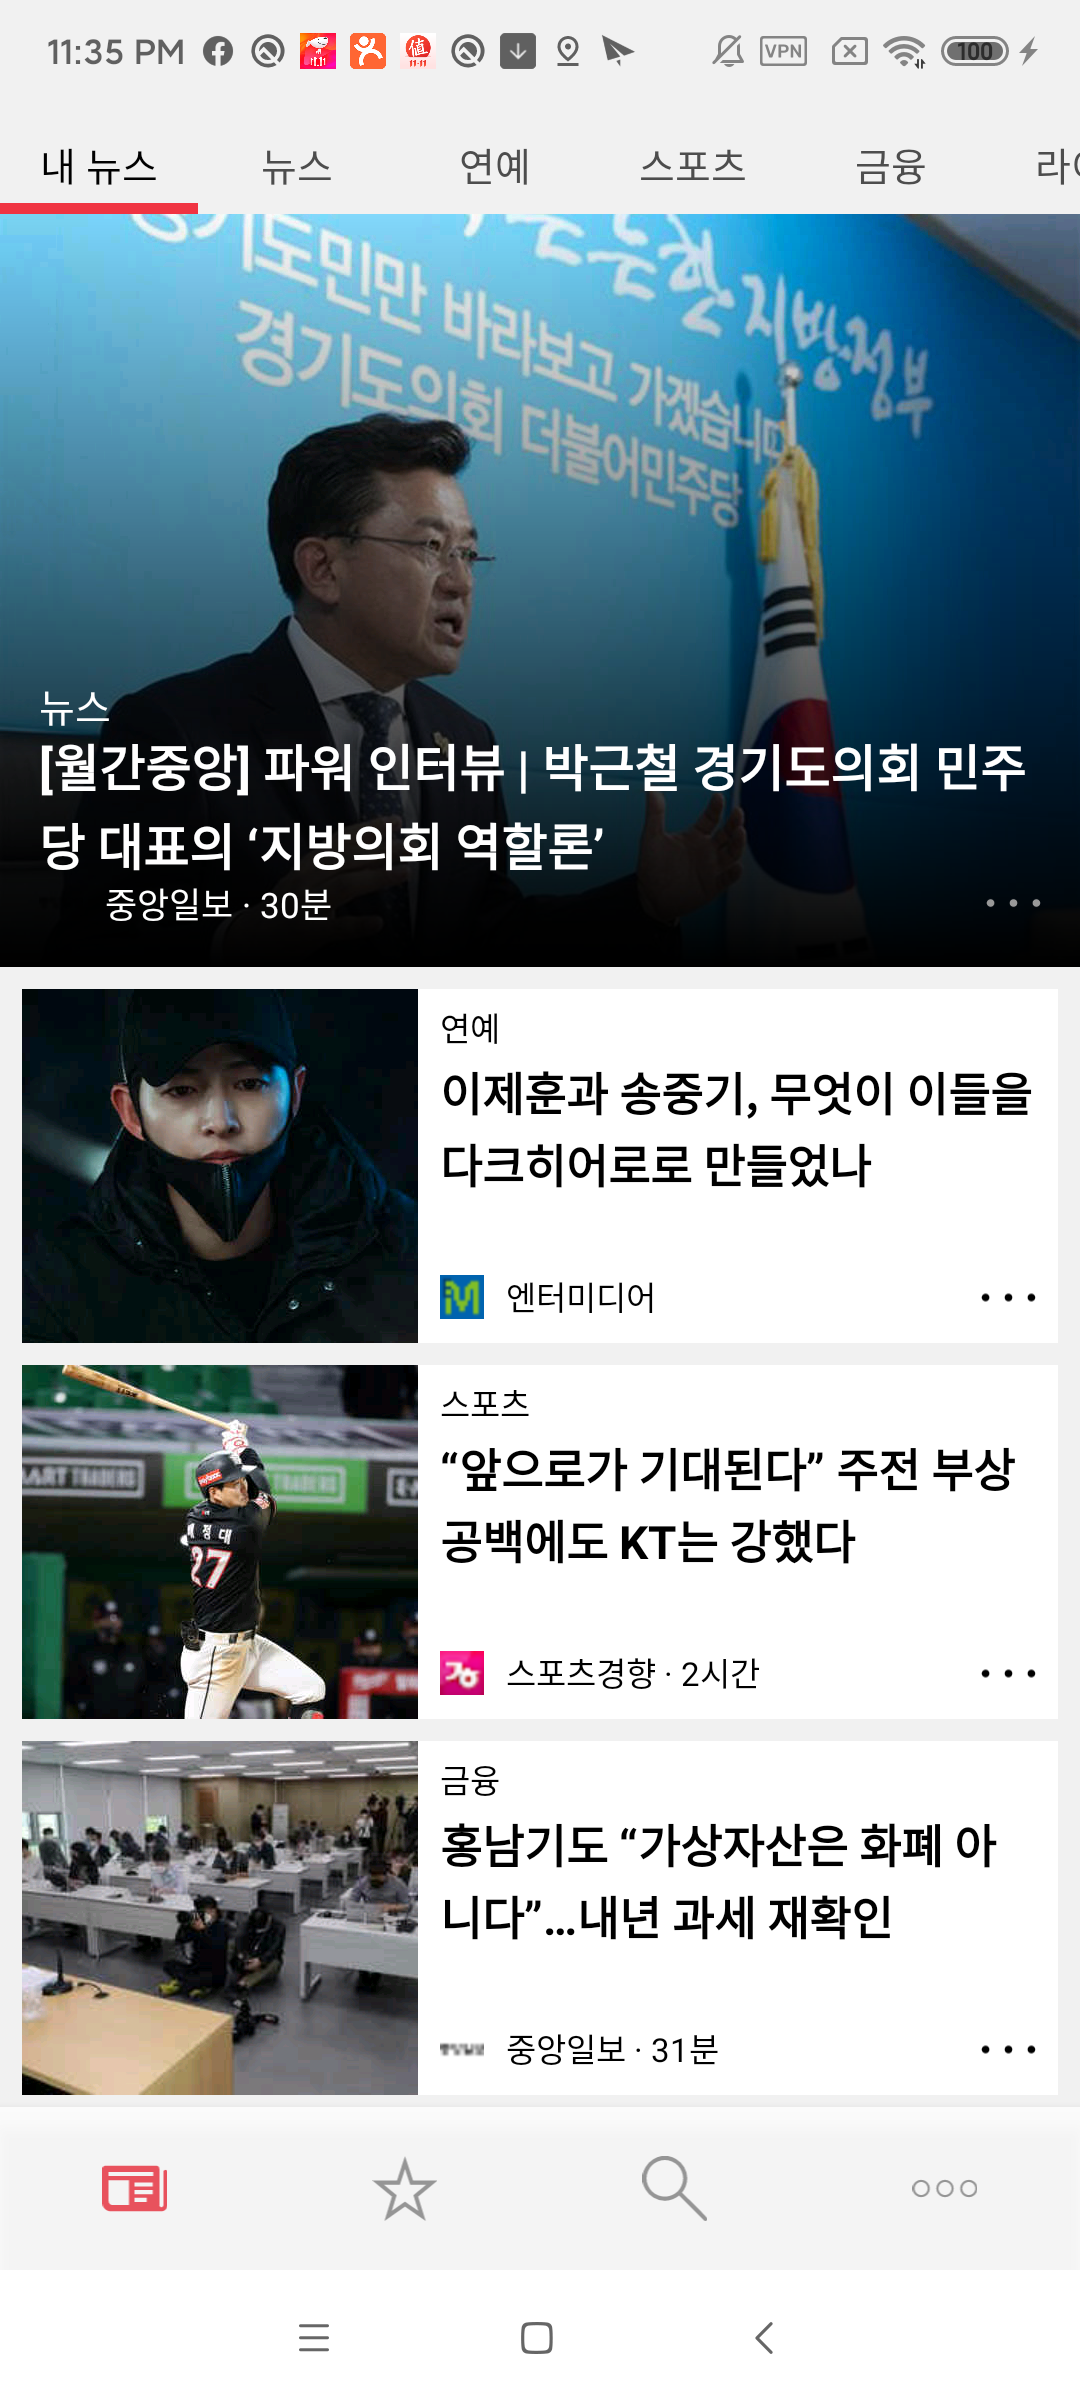 11:35 PM
VPN
100
내 뉴스
뉴스
연예
스포츠
금융
라이
지방정부
경기도민만 바라보고 가겠습니다
경기도의회 더불어민주당
뉴스
[월간중앙] 파워 인터뷰 | 박근철 경기도의회 민주
당 대표의 ‘지방의회 역할론’
중앙일보 · 30분
연예
이제훈과 송중기, 무엇이 이들을
다크히어로로 만들었나
엔터미디어
스포츠
“앞으로가 기대된다” 주전 부상
공백에도 KT는 강했다
배정대
27
스포츠경향 · 2시간
금융
홍남기도 “가상자산은 화폐 아
니다”...내년 과세 재확인
중앙일보 · 31분